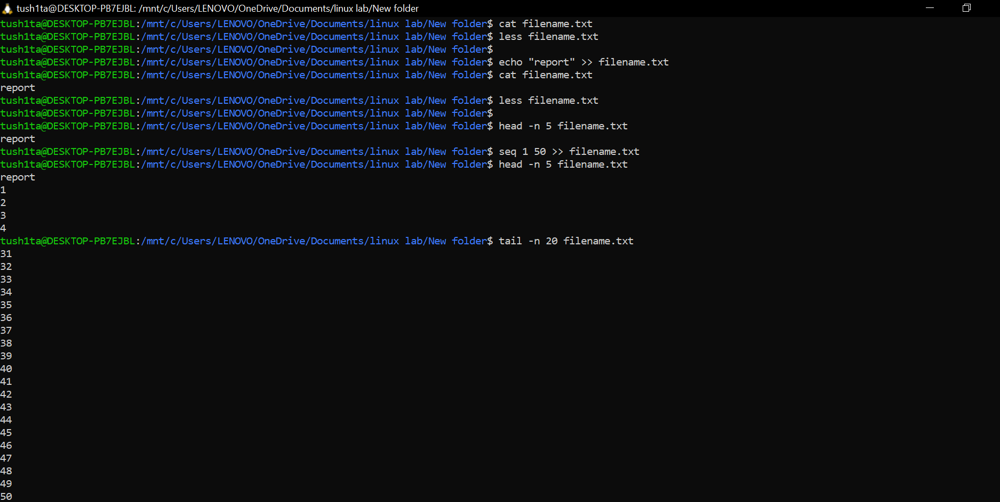 tush1ta@DESKTOP-PB7EJBL: /mnt/c/Users/LENOVO/OneDrive/Documents/linux lab/New folder
tush1ta@DESKTOP-PB7EJBL:/mnt/c/Users/LENOVO/OneDrive/Documents/linux lab/New folder$ cat filename.txt
tush1ta@DESKTOP-PB7EJBL:/mnt/c/Users/LENOVO/OneDrive/Documents/linux lab/New folder$ less filename.txt
tush1ta@DESKTOP-PB7EJBL:/mnt/c/Users/LENOVO/OneDrive/Documents/linux lab/New folder$
tush1ta@DESKTOP-PB7EJBL:/mnt/c/Users/LENOVO/OneDrive/Documents/linux lab/New folder$ echo "report" >> filename.txt
tush1ta@DESKTOP-PB7EJBL:/mnt/c/Users/LENOVO/OneDrive/Documents/linux lab/New folder$ cat filename.txt
report
tush1ta@DESKTOP-PB7EJBL:/mnt/c/Users/LENOVO/OneDrive/Documents/linux lab/New folder$ less filename.txt
tush1ta@DESKTOP-PB7EJBL:/mnt/c/Users/LENOVO/OneDrive/Documents/linux lab/New folder$
tush1ta@DESKTOP-PB7EJBL:/mnt/c/Users/LENOVO/OneDrive/Documents/linux lab/New folder$ head -n 5 filename.txt
report
tush1ta@DESKTOP-PB7EJBL:/mnt/c/Users/LENOVO/OneDrive/Documents/linux lab/New folder$ seq 1 50 >> filename.txt
tush1ta@DESKTOP-PB7EJBL:/mnt/c/Users/LENOVO/OneDrive/Documents/linux lab/New folder$ head -n 5 filename.txt
report
1
2
3
4
tush1ta@DESKTOP-PB7EJBL:/mnt/c/Users/LENOVO/OneDrive/Documents/linux lab/New folder$ tail -n 20 filename.txt
31
32
33
34
35
36
37
38
39
40
41
42
43
44
45
46
47
48
49
50